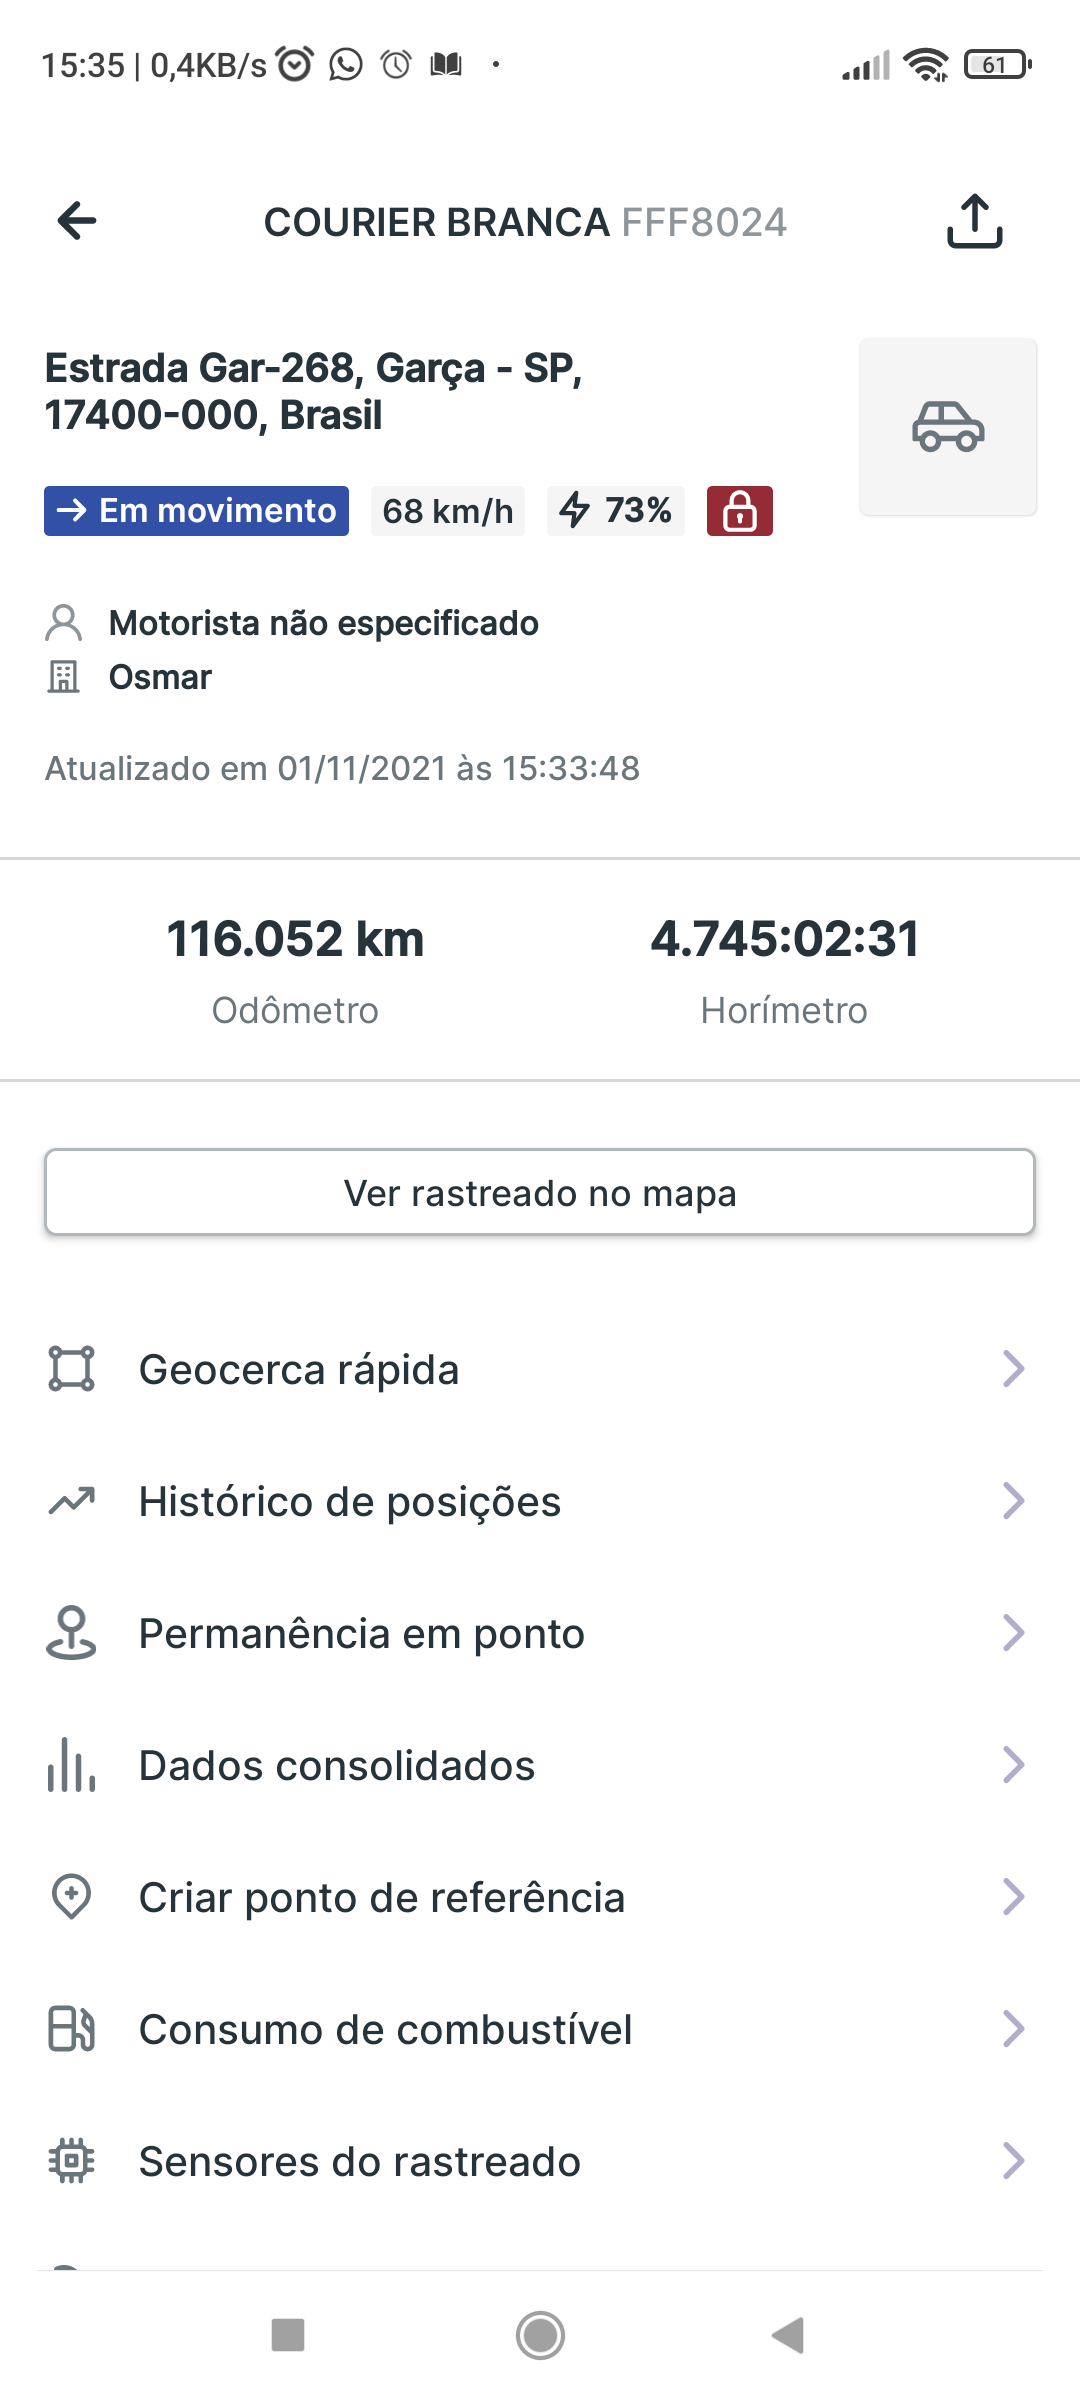 15:35 | 0,4KB/s
61
COURIER BRANCA FFF8024
Estrada Gar-268, Garça - SP,
17400-000, Brasil
Em movimento 68 km/h 73%
Motorista não especificado
Osmar
Atualizado em 01/11/2021 às 15:33:48
116.052 km 4.745:02:31
Odômetro Horímetro
Ver rastreado no mapa
Geocerca rápida
Histórico de posições
Permanência em ponto
Dados consolidados
Criar ponto de referência
Consumo de combustível
Sensores do rastreado